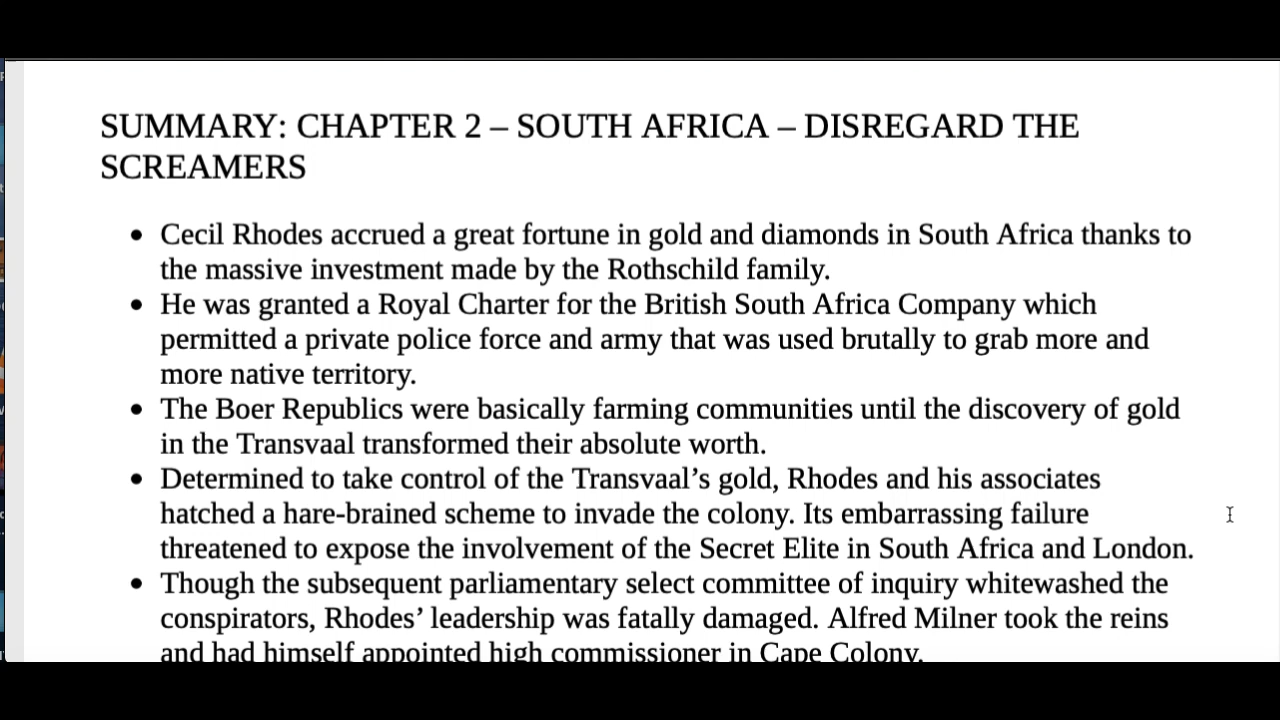 SUMMARY: CHAPTER 2 – SOUTH AFRICA – DISREGARD THE
SCREAMERS
• Cecil Rhodes accrued a great fortune in gold and diamonds in South Africa thanks to
the massive investment made by the Rothschild family.
• He was granted a Royal Charter for the British South Africa Company which
permitted a private police force and army that was used brutally to grab more and
more native territory.
• The Boer Republics were basically farming communities until the discovery of gold
in the Transvaal transformed their absolute worth.
• Determined to take control of the Transvaal’s gold, Rhodes and his associates
hatched a hare-brained scheme to invade the colony. Its embarrassing failure
threatened to expose the involvement of the Secret Elite in South Africa and London.
• Though the subsequent parliamentary select committee of inquiry whitewashed the
conspirators, Rhodes’ leadership was fatally damaged. Alfred Milner took the reins
and had himself appointed high commissioner in Cape Colony.